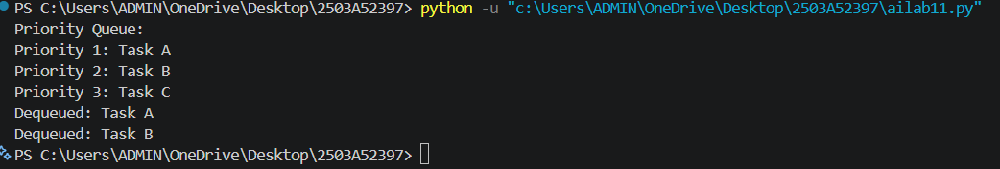 PS C:\Users\ADMIN\OneDrive\Desktop\2503A52397> python -u "c:\Users\ADMIN\OneDrive\Desktop\2503A52397\ailab11.py"
Priority Queue:
Priority 1: Task A
Priority 2: Task B
Priority 3: Task C
Dequeued: Task A
Dequeued: Task B
PS C:\Users\ADMIN\OneDrive\Desktop\2503A52397>